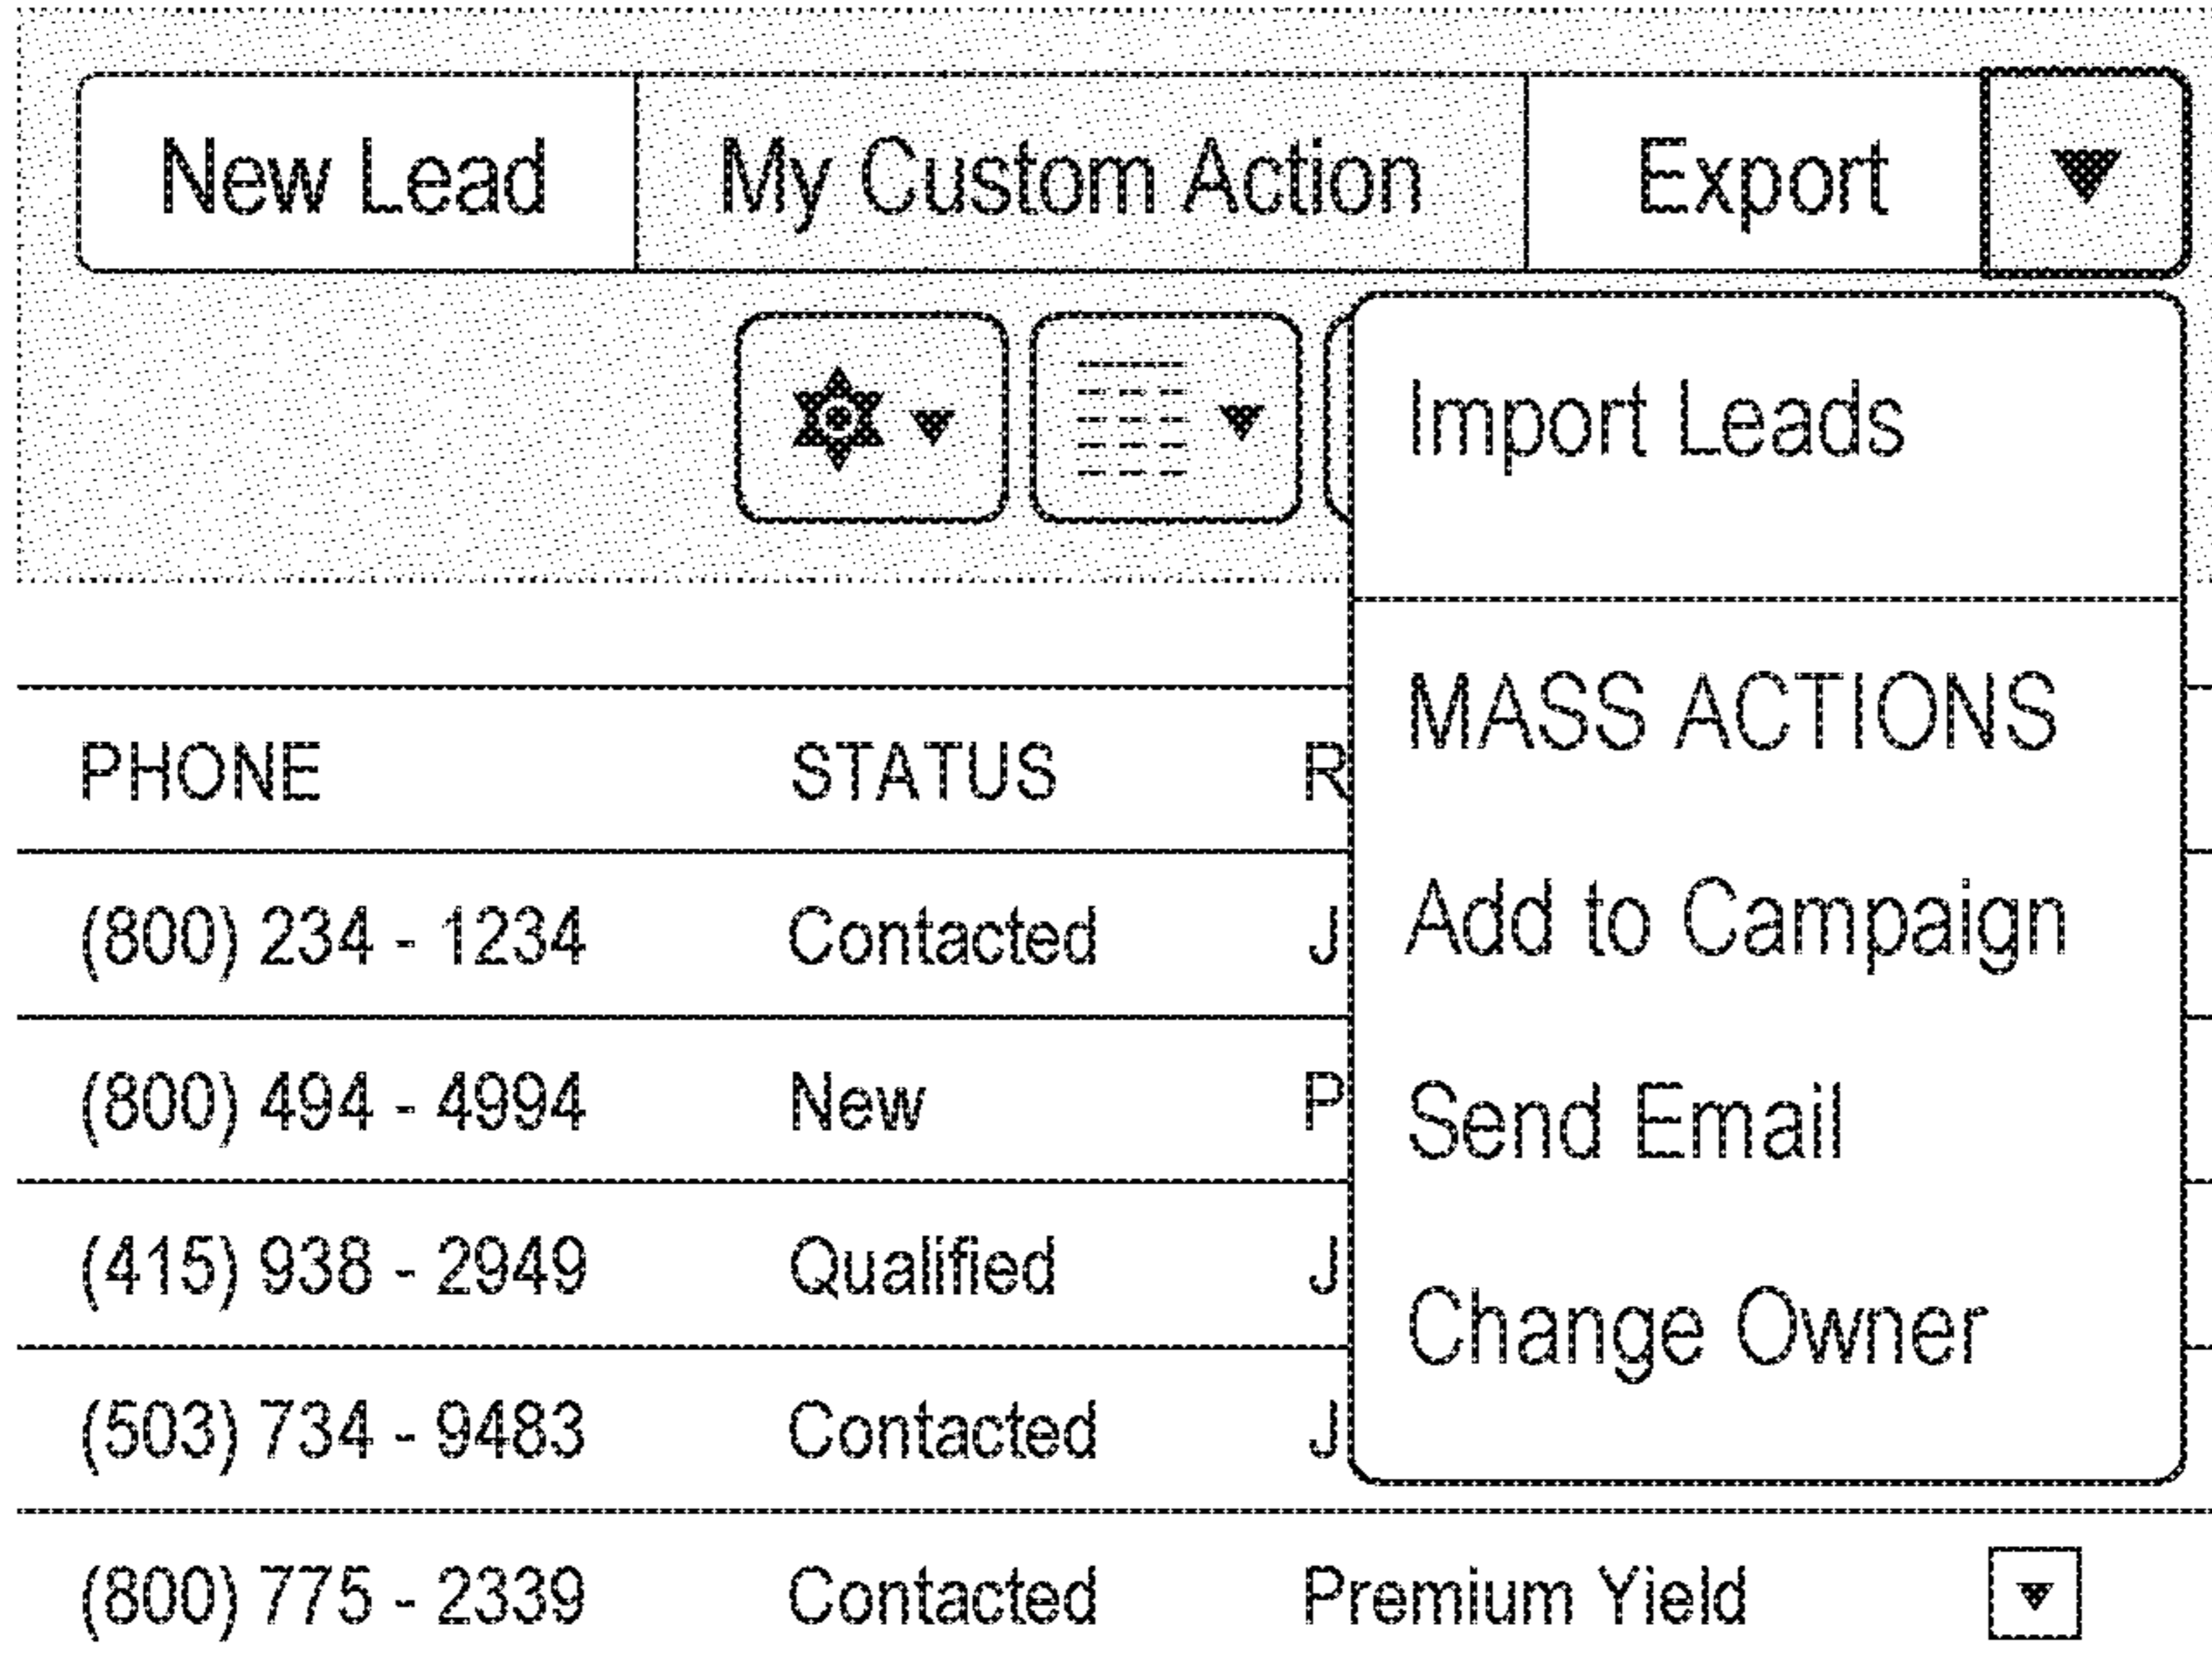 New Lead My Custom Action Export
Import Leads
MASS ACTIONS
Add to Campaign
Send Email
Change Owner
PHONE STATUS R
(800) 234 - 1234 Contacted J
(800) 494 - 4994 New P
(415) 938 - 2949 Qualified J
(503) 734 - 9483 Contacted J
(800) 775 - 2339 Contacted Premium Yield